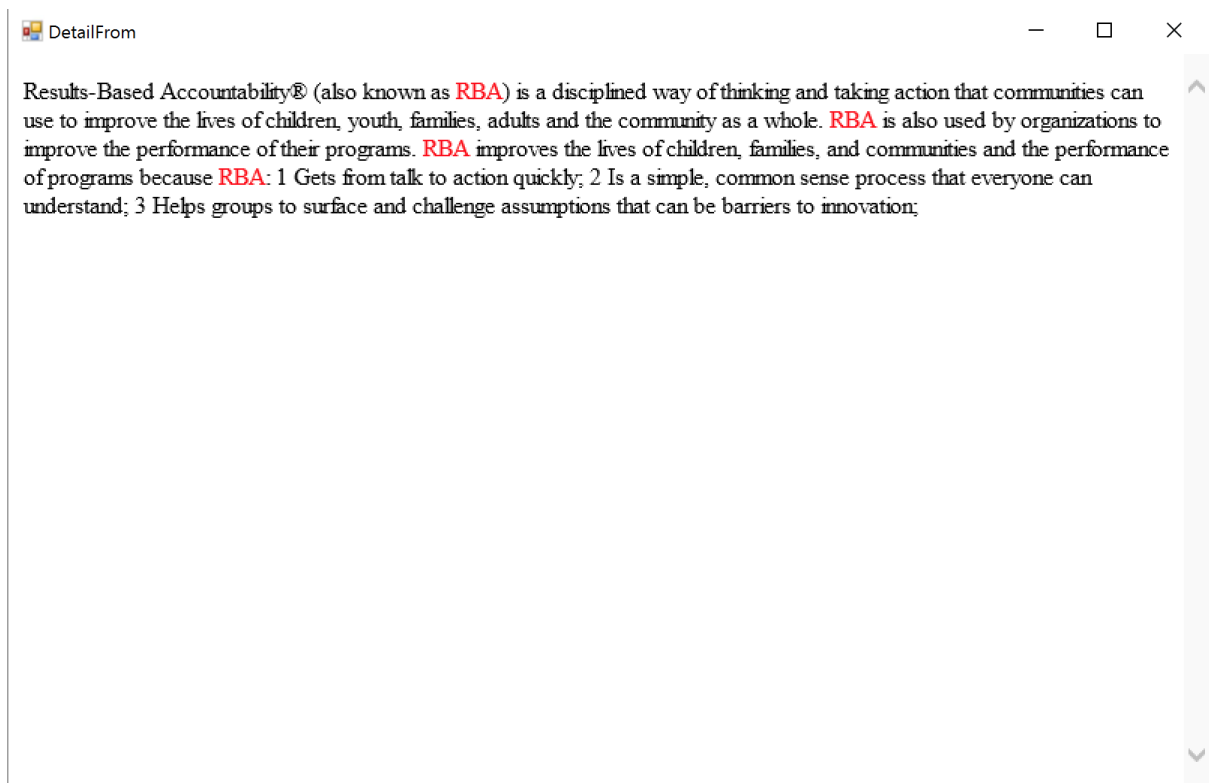 DetailFrom
Results-Based Accountability® (also known as RBA) is a disciplined way of thinking and taking action that communities can
use to improve the lives of children, youth, families, adults and the community as a whole. RBA is also used by organizations to
improve the performance of their programs. RBA improves the lives of children, families, and communities and the performance
of programs because RBA: 1 Gets from talk to action quickly; 2 Is a simple, common sense process that everyone can
understand; 3 Helps groups to surface and challenge assumptions that can be barriers to innovation;